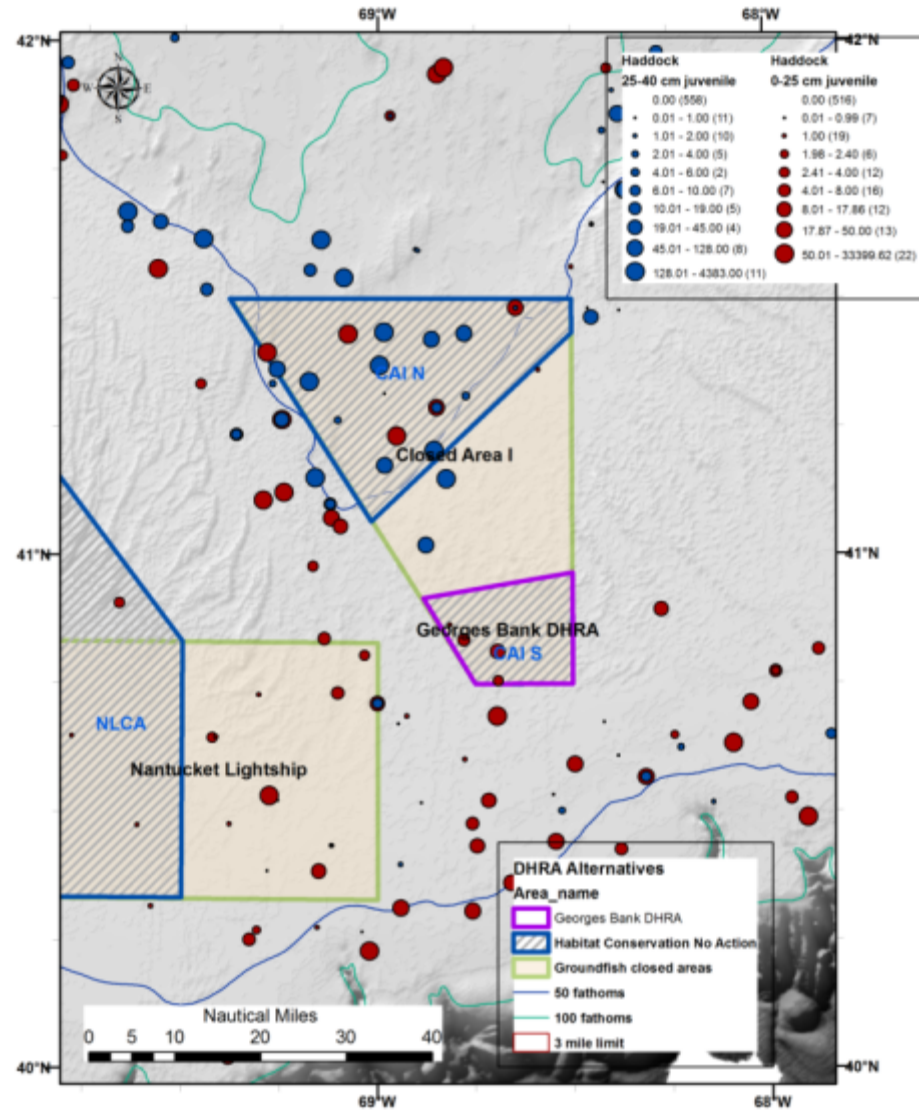 69°W 68°W
42°N 42°N
N
W E
S
Haddock Haddock
25-40 cm juvenile 0-25 cm juvenile
0.00 (558) 0.00 (516)
0.01 - 1.00 (11) 0.01 - 0.99 (7)
1.01 - 2.00 (10) 1.00 (19)
2.01 - 4.00 (5) 1.96 - 2.40 (6)
4.01 - 6.00 (2) 2.41 - 4.00 (12)
6.01 - 10.00 (7) 4.01 - 8.00 (16)
10.01 - 19.00 (5) 8.01 - 17.86 (12)
19.01 - 45.00 (4) 17.87 - 50.00 (13)
45.01 - 128.00 (8) 50.01 - 33399.62 (22)
128.01 - 4383.00 (11)
CAI N
Closed Area I
41°N 41°N
Georges Bank DHRA
CAI S
NLCA
Nantucket Lightship
DHRA Alternatives
Area_name
Georges Bank DHRA
Habitat Conservation No Action
Groundfish closed areas
50 fathoms
100 fathoms
3 mile limit
Nautical Miles
0 5 10 20 30 40
40°N 40°N
69°W 68°W